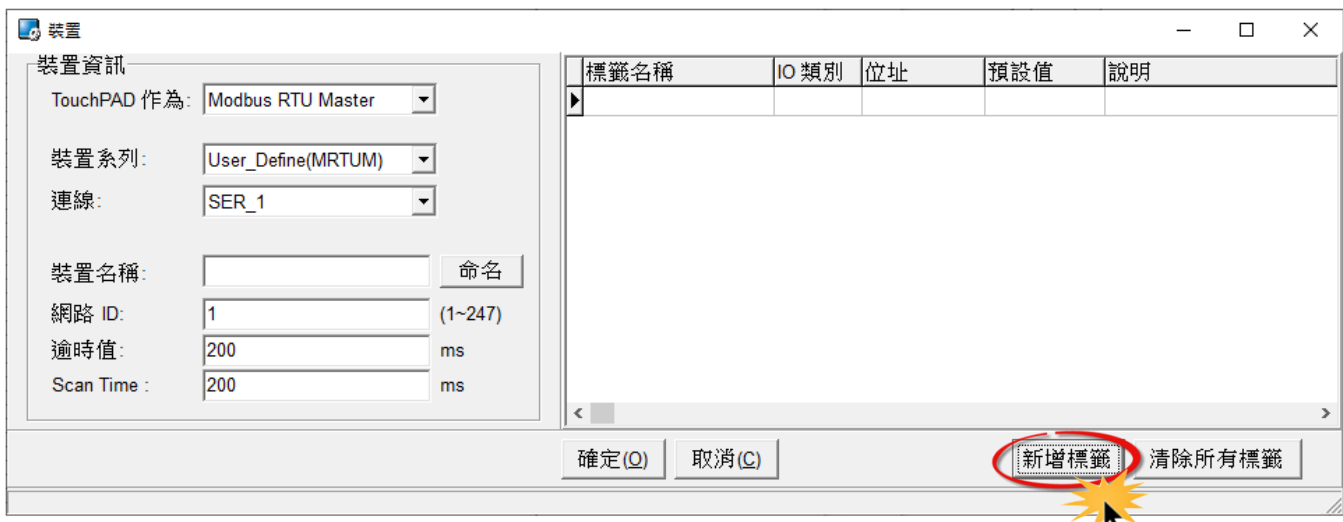 裝置
裝置資訊
TouchPAD 作為: Modbus RTU Master
裝置系列: User_Define(MRTUM)
連線: SER_1
裝置名稱: 命名
網路 ID: 1 (1~247)
逾時值: 200 ms
Scan Time : 200 ms
標籤名稱 IO 類別 位址 預設值 說明
確定(O) 取消(C) 新增標籤 清除所有標籤